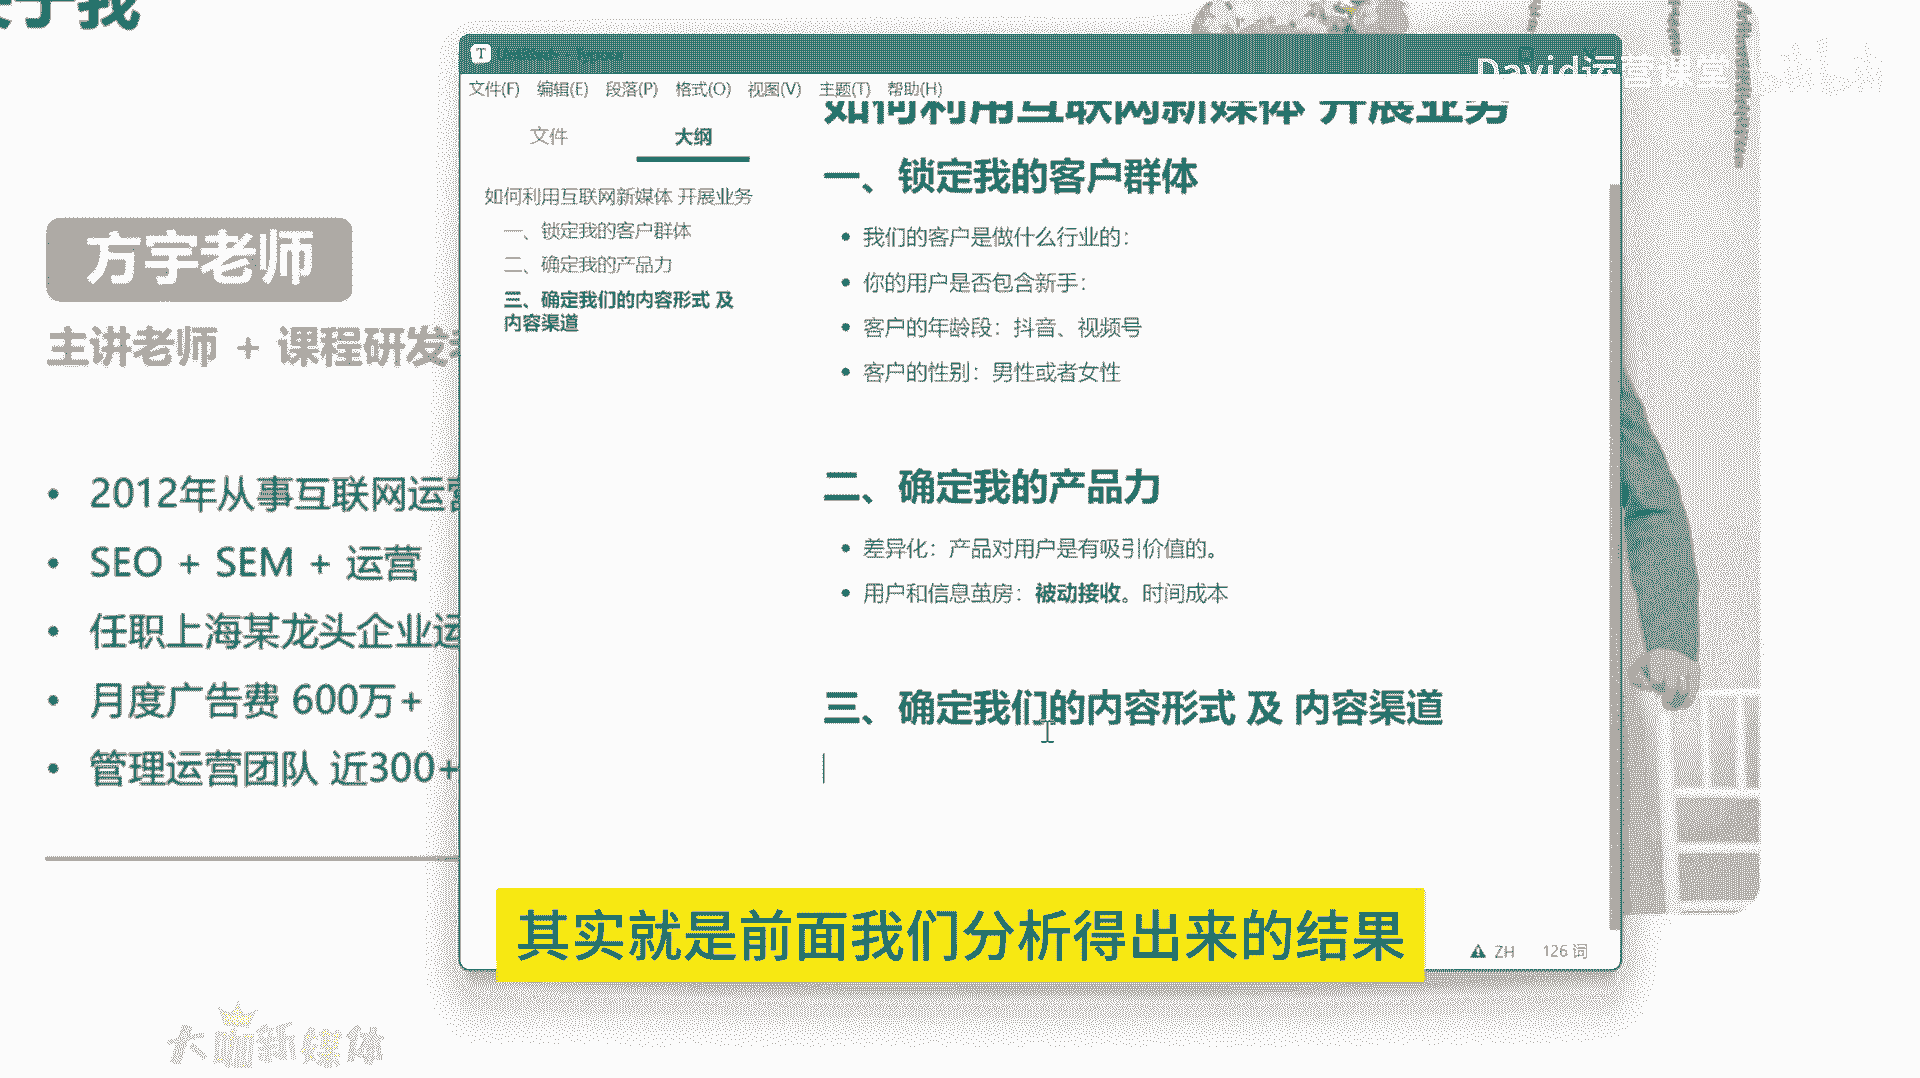 方宇老师
主讲老师 + 课程研发
• 2012年从事互联网运营
• SEO + SEM + 运营
• 任职上海某龙头企业运
• 月度广告费 600万+
• 管理运营团队 近300+
大咖新媒体
T Untitled - Typora
David运营课堂
文件(F) 编辑(E) 段落(P) 格式(O) 视图(V) 主题(T) 帮助(H)
文件 大纲
如何利用互联网新媒体 开展业务
一、锁定我的客户群体
二、确定我的产品力
三、确定我们的内容形式 及
内容渠道
如何利用互联网新媒体 开展业务
一、锁定我的客户群体
• 我们的客户是做什么行业的：
• 你的用户是否包含新手：
• 客户的年龄段：抖音、视频号
• 客户的性别：男性或者女性
二、确定我的产品力
• 差异化：产品对用户是有吸引价值的。
• 用户和信息茧房：被动接收。时间成本
三、确定我们的内容形式 及 内容渠道
其实就是前面我们分析得出来的结果
ZH 126 词